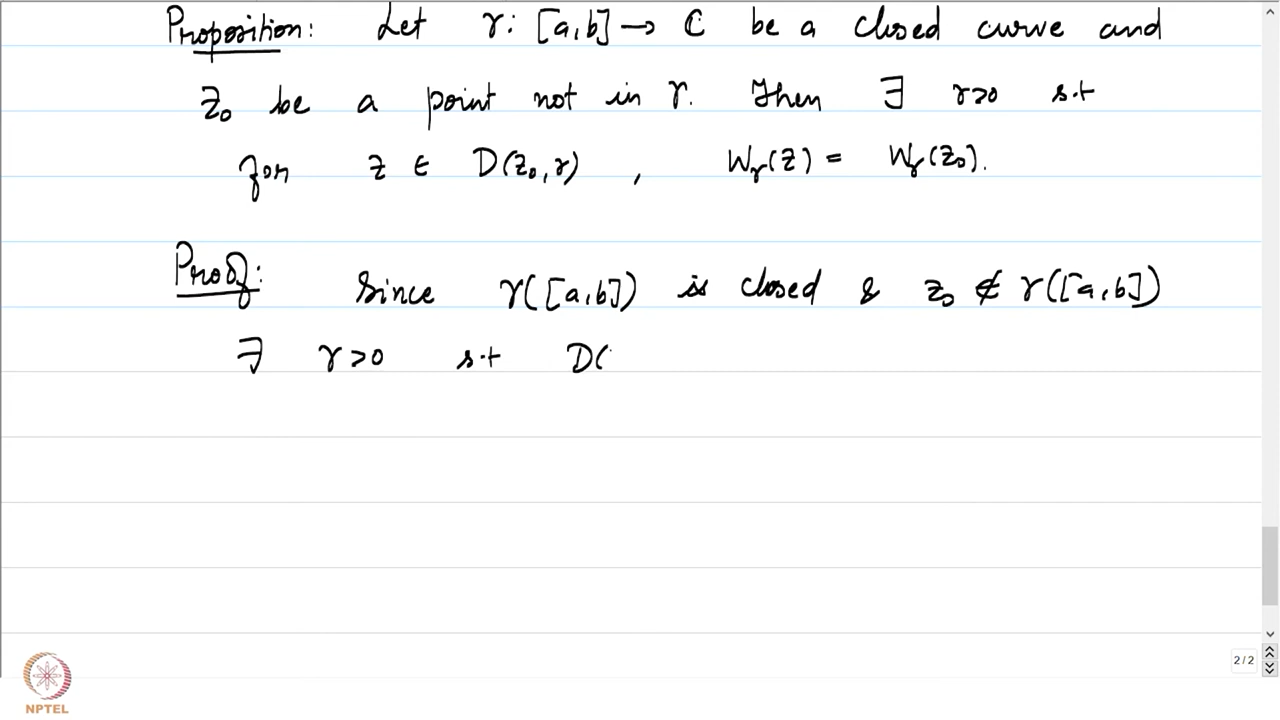 Proposition: Let γ: [a,b] → ℂ be a closed curve and
z₀ be a point not in γ. Then ∃ r>0 s.t
for z ∈ D(z₀,r) , W_γ(z) = W_γ(z₀).
Proof: Since γ([a,b]) is closed & z₀ ∉ γ([a,b])
∃ r>0 s.t D(
2/2
NPTEL